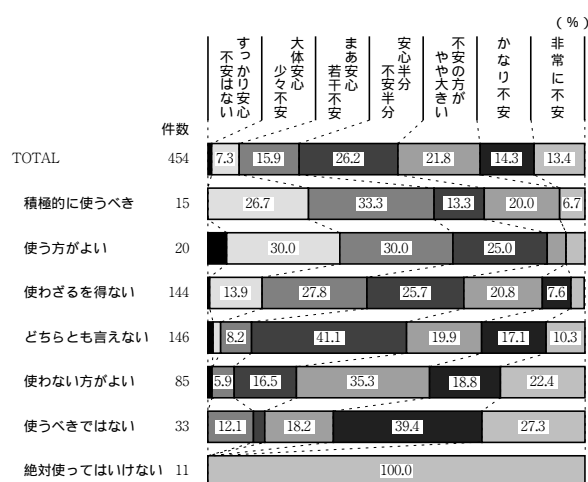 （%）
すっかり安心
不安はない
大体安心
少々不安
まあ安心
若干不安
安心半分
不安半分
不安の方が
やや大きい
かなり不安
非常に不安
件数
TOTAL 454 7.3 15.9 26.2 21.8 14.3 13.4
積極的に使うべき 15 26.7 33.3 13.3 20.0 6.7
使う方がよい 20 30.0 30.0 25.0
使わざるを得ない 144 13.9 27.8 25.7 20.8 7.6
どちらとも言えない 146 8.2 41.1 19.9 17.1 10.3
使わない方がよい 85 5.9 16.5 35.3 18.8 22.4
使うべきではない 33 12.1 18.2 39.4 27.3
絶対使ってはいけない 11 100.0